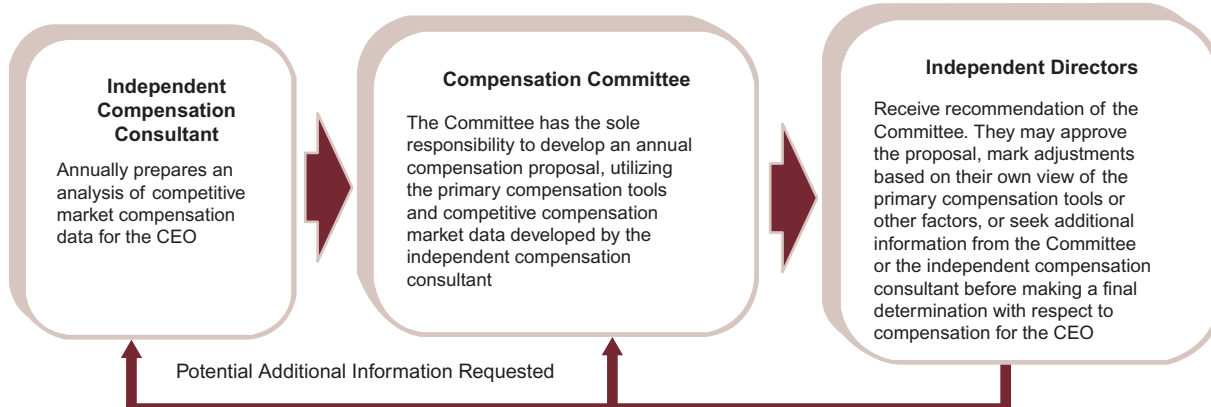 Independent
Compensation
Consultant
Annually prepares an
analysis of competitive
market compensation
data for the CEO
Compensation Committee
The Committee has the sole
responsibility to develop an annual
compensation proposal, utilizing
the primary compensation tools
and competitive compensation
market data developed by the
independent compensation
consultant
Independent Directors
Receive recommendation of the
Committee. They may approve
the proposal, mark adjustments
based on their own view of the
primary compensation tools or
other factors, or seek additional
information from the Committee
or the independent compensation
consultant before making a final
determination with respect to
compensation for the CEO
Potential Additional Information Requested